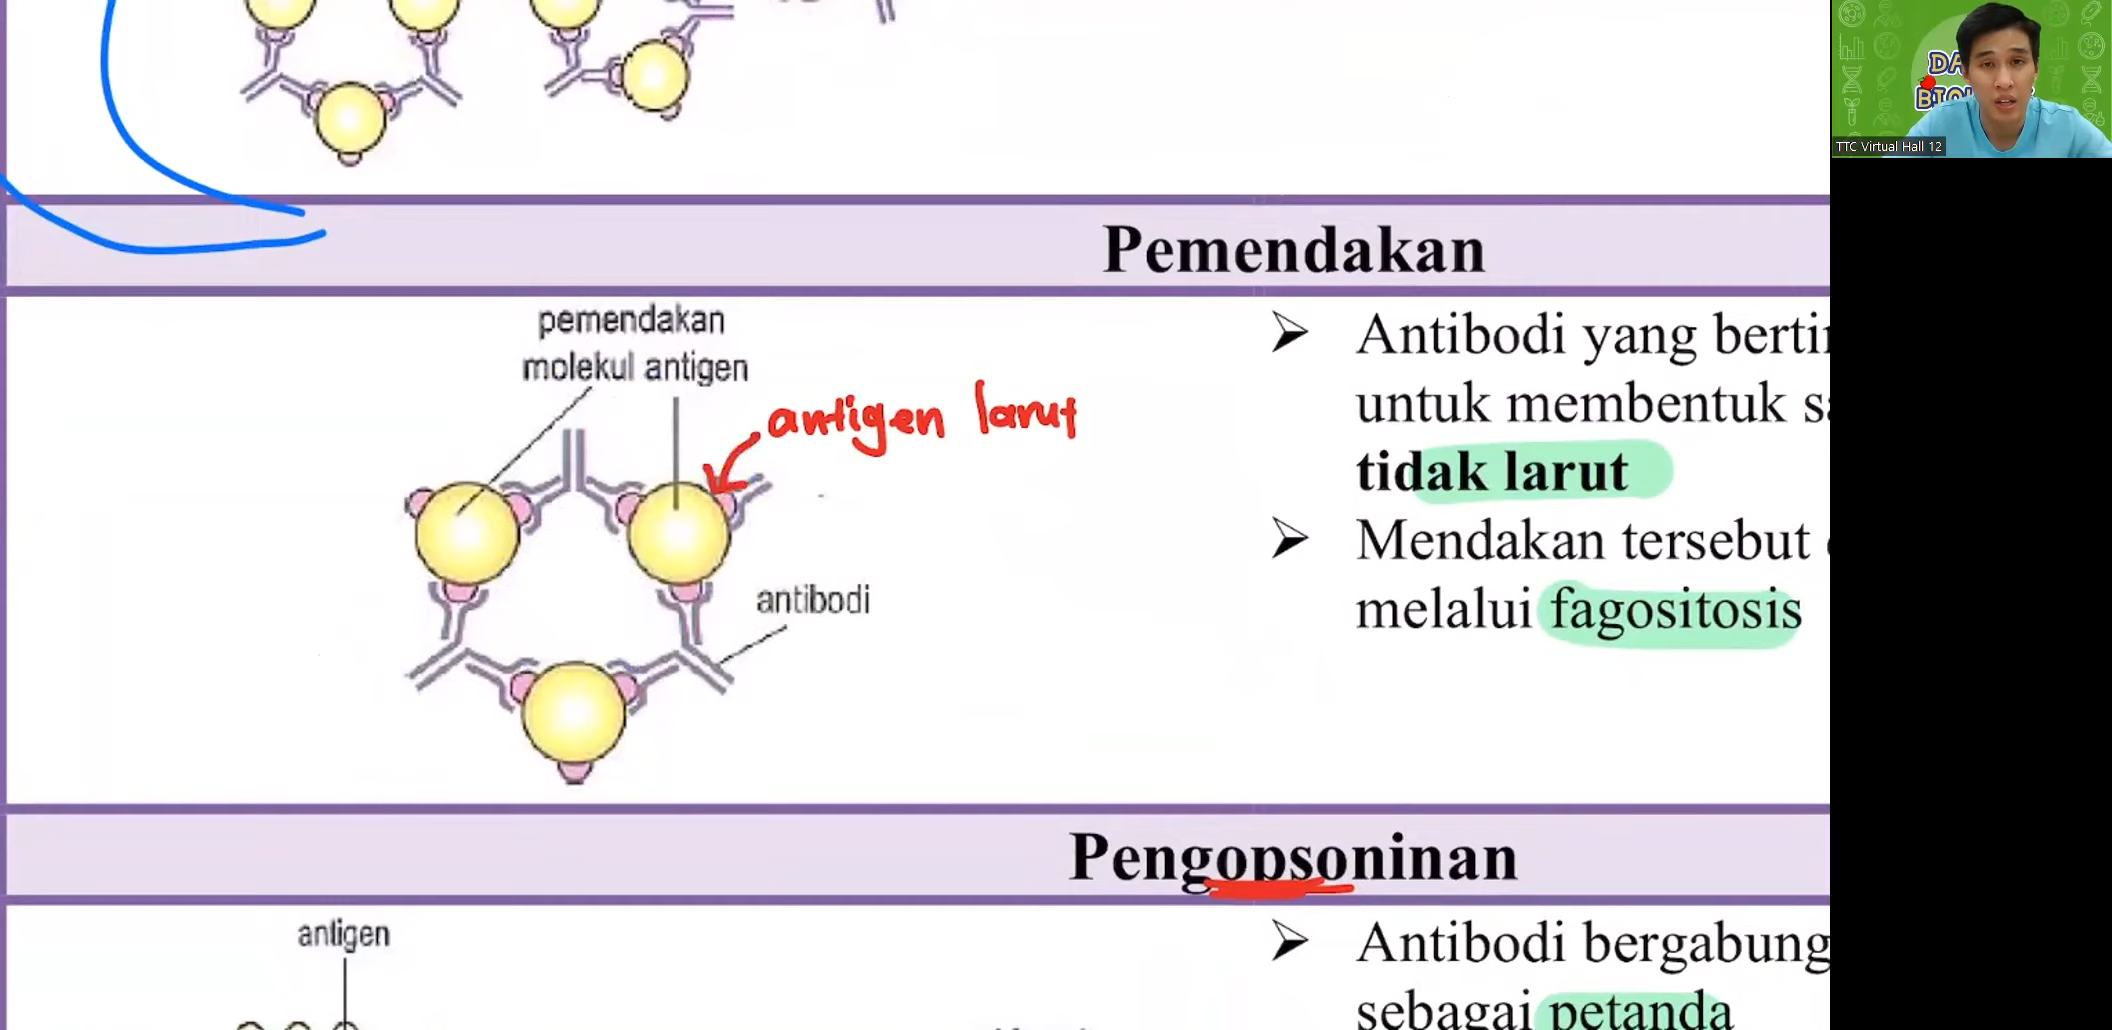 TTC Virtual Hall 12
Pemendakan
pemendakan
molekul antigen
antigen larut
antibodi
Antibodi yang
untuk membentuk
tidak larut
Mendakan tersebut
melalui fagositosis
Pengopsoninan
antigen
Antibodi bergabung
sebagai petanda